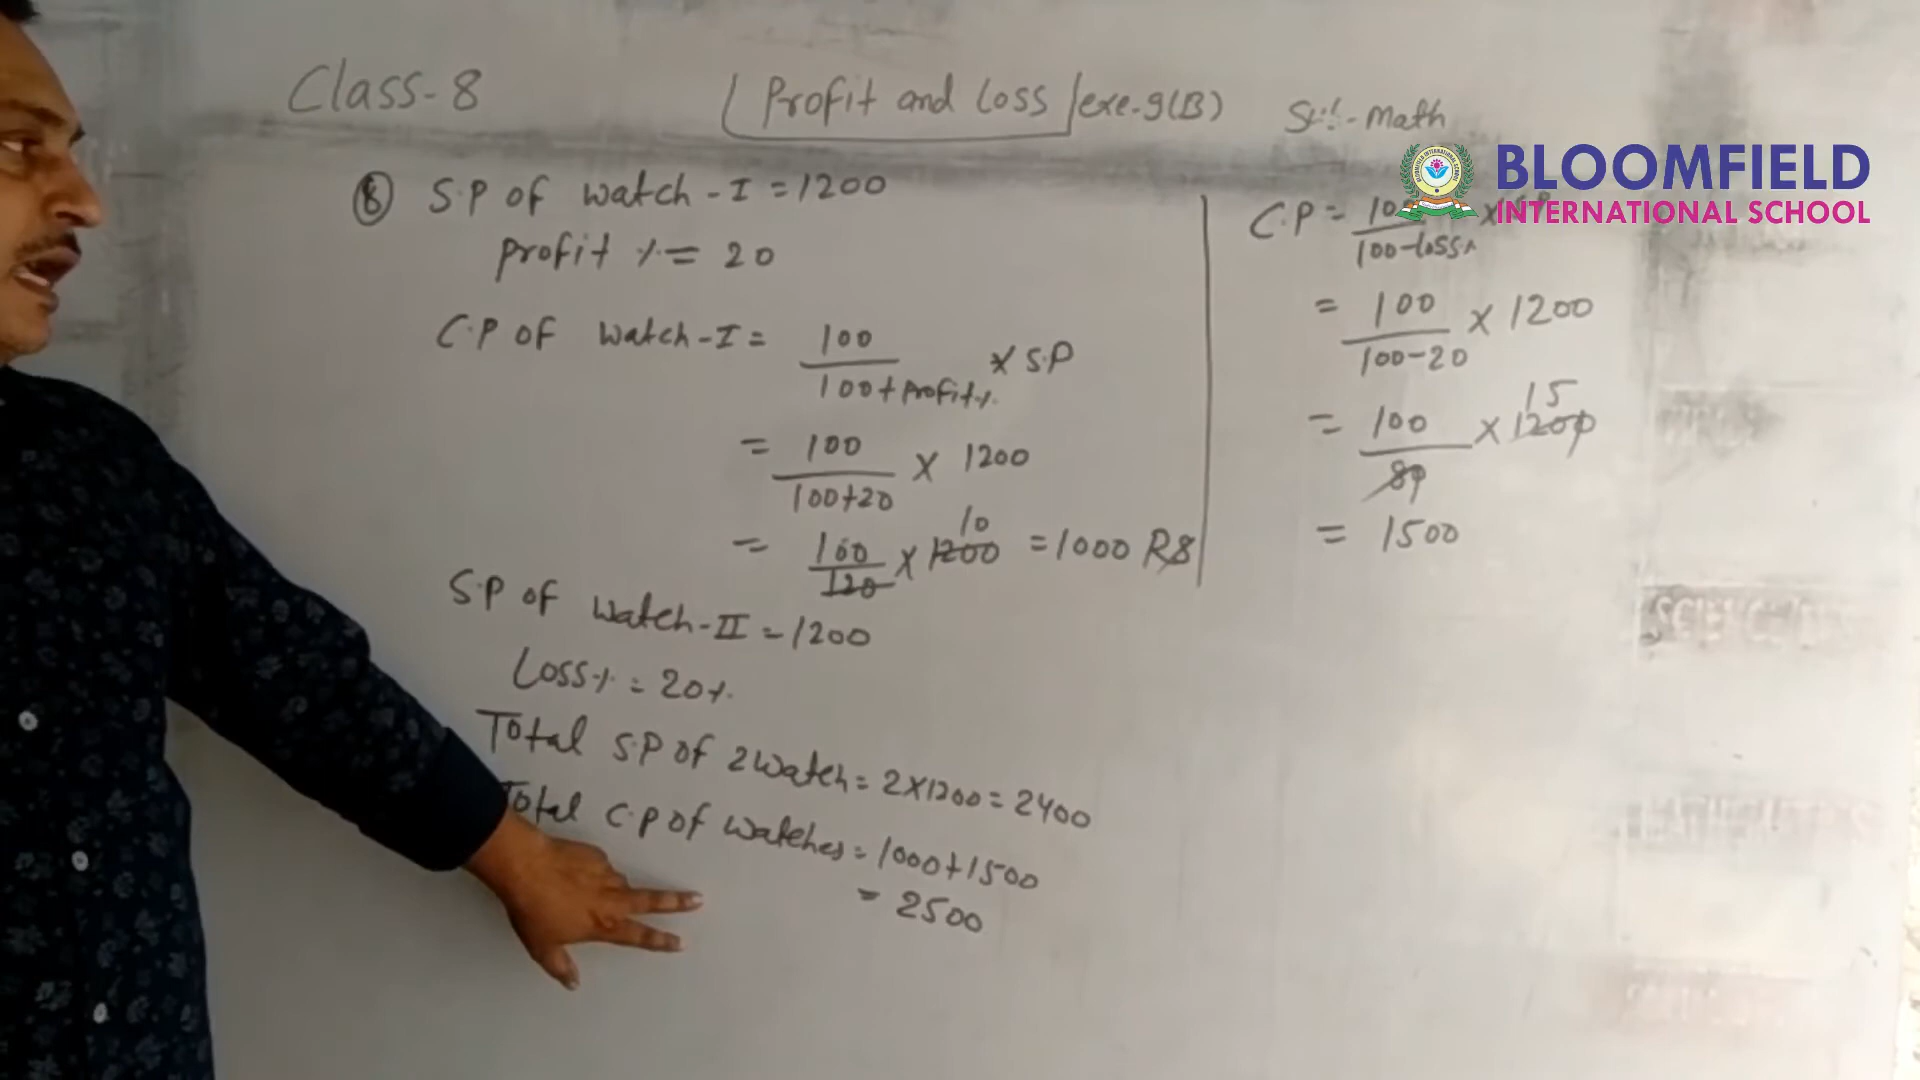 Class-8
Profit and Loss exe.9(B)
Sub:- Math
BLOOMFIELD
INTERNATIONAL SCHOOL
8 S.P of watch-I = 1200
Profit % = 20
C.P of watch-I = 100 / 100 + Profit% × S.P
= 100 / 100+20 × 1200
= 100 / 120 × 1200 10 = 1000 RS
S.P of watch-II = 1200
Loss% = 20%
Total S.P of 2 watch = 2×1200 = 2400
Total C.P of watches = 1000+1500
= 2500
C.P = 100 / 100-loss% × S.P
= 100 / 100-20 × 1200
= 100 / 80 × 1200 15
= 1500